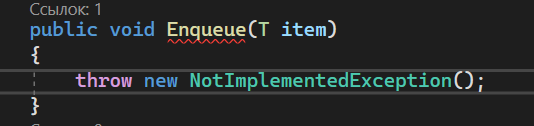 Ссылок: 1
public void Enqueue(T item)
{
throw new NotImplementedException();
}